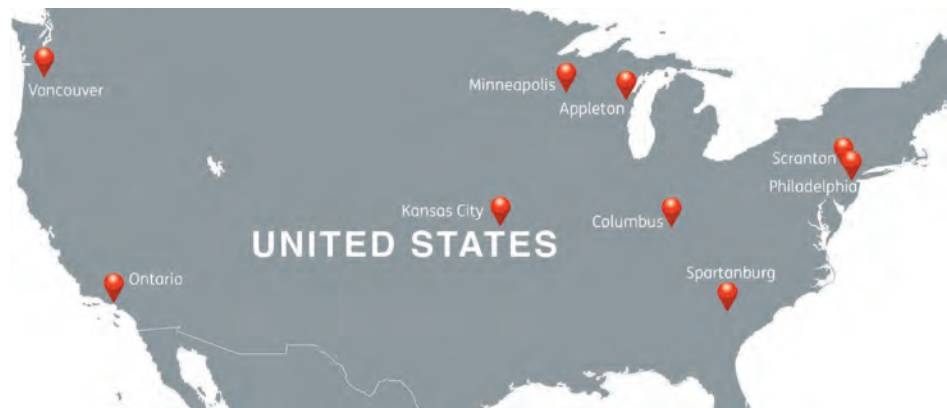 Vancouver
Minneapolis
Appleton
Scranton
Philadelphia
Kansas City
Columbus
UNITED STATES
Ontario
Spartanburg